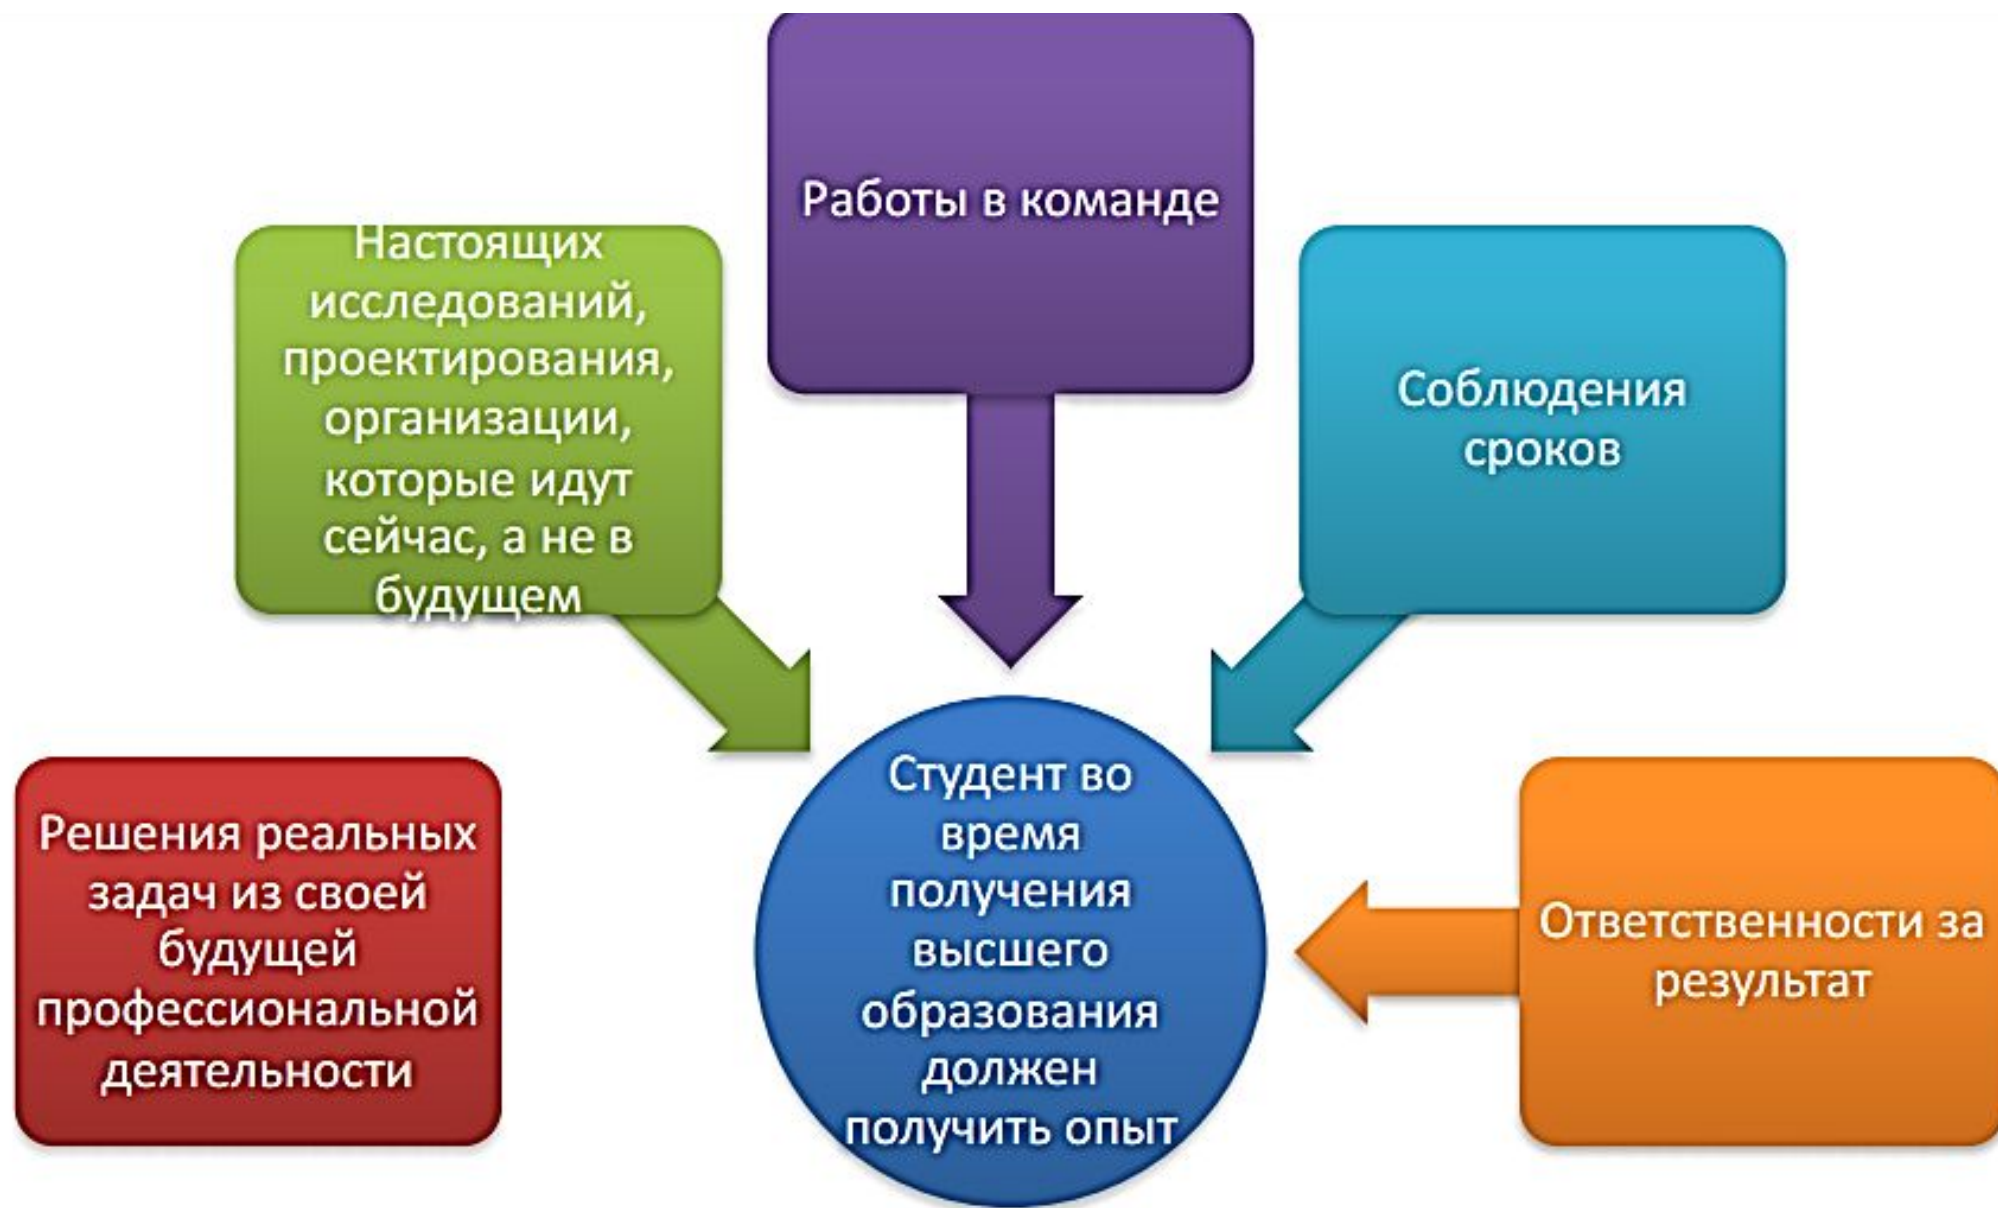 Работы в команде
Настоящих
исследований,
проектирования,
организации,
которые идут
сейчас, а не в
будущем
Соблюдения
сроков
Решения реальных
задач из своей
будущей
профессиональной
деятельности
Студент во
время
получения
высшего
образования
должен
получить опыт
Ответственности за
результат